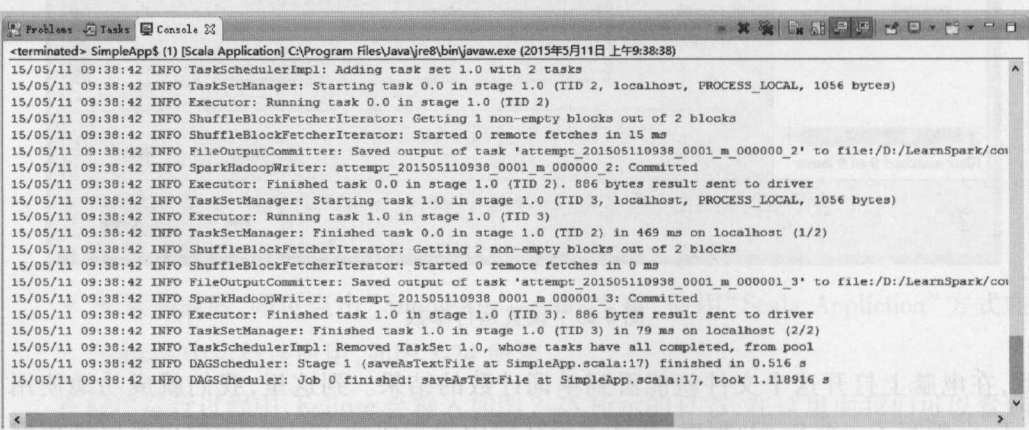 Problems Tasks Console
<terminated> SimpleApp$ (1) [Scala Application] C:\Program Files\Java\jre8\bin\javaw.exe (2015年5月11日 上午9:38:38)
15/05/11 09:38:42 INFO TaskSchedulerImpl: Adding task set 1.0 with 2 tasks
15/05/11 09:38:42 INFO TaskSetManager: Starting task 0.0 in stage 1.0 (TID 2, localhost, PROCESS_LOCAL, 1056 bytes)
15/05/11 09:38:42 INFO Executor: Running task 0.0 in stage 1.0 (TID 2)
15/05/11 09:38:42 INFO ShuffleBlockFetcherIterator: Getting 1 non-empty blocks out of 2 blocks
15/05/11 09:38:42 INFO ShuffleBlockFetcherIterator: Started 0 remote fetches in 15 ms
15/05/11 09:38:42 INFO FileOutputCommitter: Saved output of task 'attempt_201505110938_0001_m_000000_2' to file:/D:/LearnSpark/cou
15/05/11 09:38:42 INFO SparkHadoopWriter: attempt_201505110938_0001_m_000000_2: Committed
15/05/11 09:38:42 INFO Executor: Finished task 0.0 in stage 1.0 (TID 2). 886 bytes result sent to driver
15/05/11 09:38:42 INFO TaskSetManager: Starting task 1.0 in stage 1.0 (TID 3, localhost, PROCESS_LOCAL, 1056 bytes)
15/05/11 09:38:42 INFO Executor: Running task 1.0 in stage 1.0 (TID 3)
15/05/11 09:38:42 INFO TaskSetManager: Finished task 0.0 in stage 1.0 (TID 2) in 469 ms on localhost (1/2)
15/05/11 09:38:42 INFO ShuffleBlockFetcherIterator: Getting 2 non-empty blocks out of 2 blocks
15/05/11 09:38:42 INFO ShuffleBlockFetcherIterator: Started 0 remote fetches in 0 ms
15/05/11 09:38:42 INFO FileOutputCommitter: Saved output of task 'attempt_201505110938_0001_m_000001_3' to file:/D:/LearnSpark/cou
15/05/11 09:38:42 INFO SparkHadoopWriter: attempt_201505110938_0001_m_000001_3: Committed
15/05/11 09:38:42 INFO Executor: Finished task 1.0 in stage 1.0 (TID 3). 886 bytes result sent to driver
15/05/11 09:38:42 INFO TaskSetManager: Finished task 1.0 in stage 1.0 (TID 3) in 79 ms on localhost (2/2)
15/05/11 09:38:42 INFO TaskSchedulerImpl: Removed TaskSet 1.0, whose tasks have all completed, from pool
15/05/11 09:38:42 INFO DAGScheduler: Stage 1 (saveAsTextFile at SimpleApp.scala:17) finished in 0.516 s
15/05/11 09:38:42 INFO DAGScheduler: Job 0 finished: saveAsTextFile at SimpleApp.scala:17, took 1.118916 s